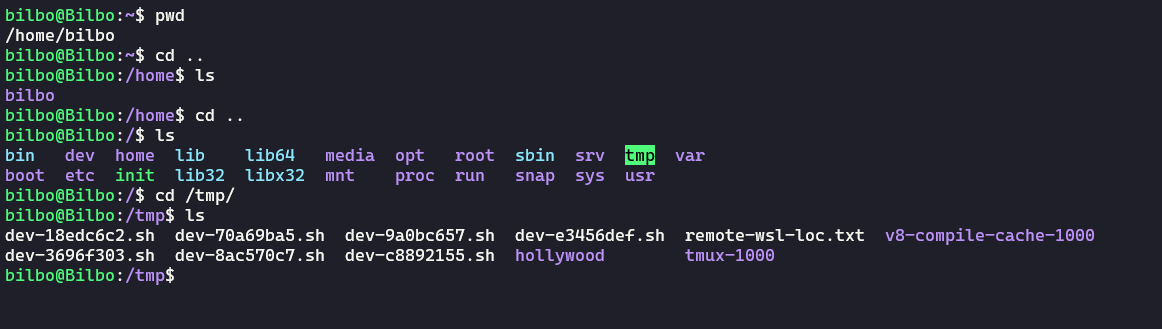 bilbo@Bilbo:~$ pwd
/home/bilbo
bilbo@Bilbo:~$ cd ..
bilbo@Bilbo:/home$ ls
bilbo
bilbo@Bilbo:/home$ cd ..
bilbo@Bilbo:/$ ls
bin   dev  home  lib    lib64   media  opt   root  sbin  srv  tmp  var
boot  etc  init  lib32  libx32  mnt    proc  run   snap  sys  usr
bilbo@Bilbo:/$ cd /tmp/
bilbo@Bilbo:/tmp$ ls
dev-18edc6c2.sh  dev-70a69ba5.sh  dev-9a0bc657.sh  dev-e3456def.sh  remote-wsl-loc.txt  v8-compile-cache-1000
dev-3696f303.sh  dev-8ac570c7.sh  dev-c8892155.sh  hollywood        tmux-1000
bilbo@Bilbo:/tmp$